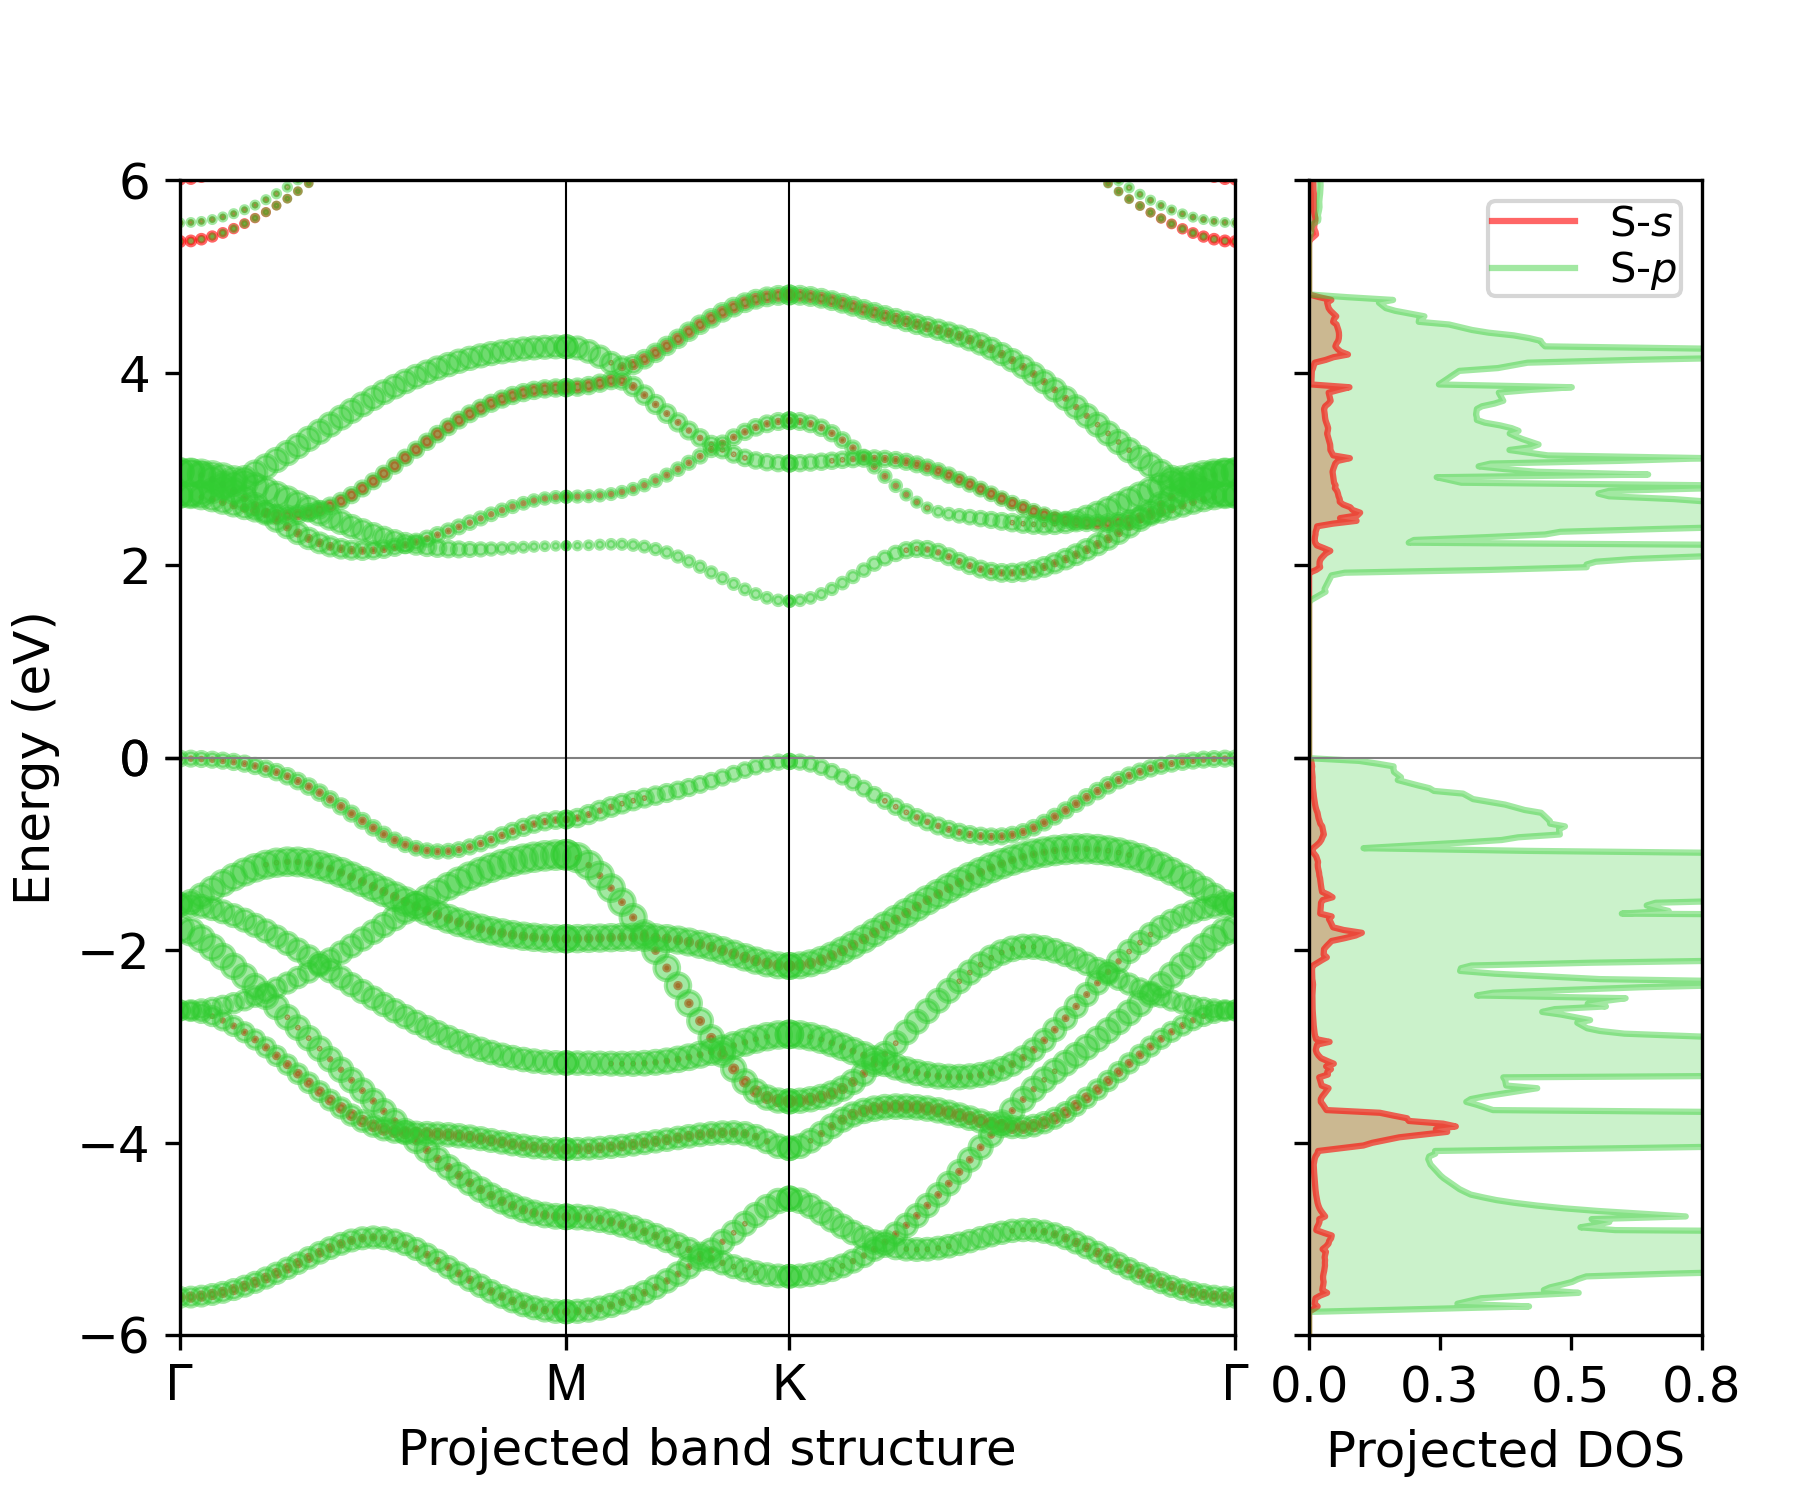 6
4
2
0
−2
−4
−6
Energy (eV)
Γ M K Γ
Projected band structure
S-s
S-p
0.0 0.3 0.5 0.8
Projected DOS